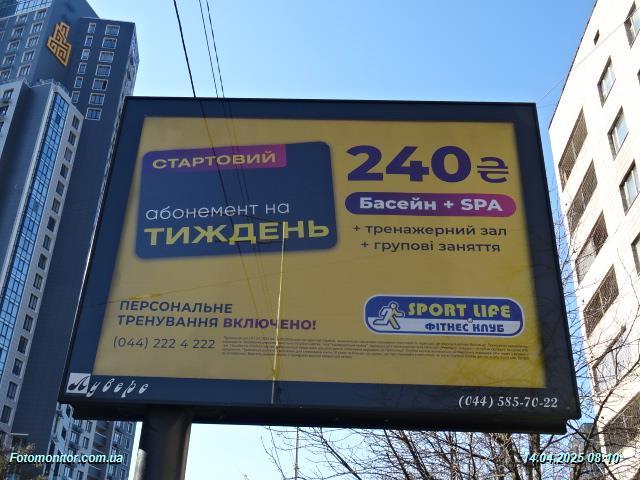 СТАРТОВИЙ
абонемент на
ТИЖДЕНЬ
240₴
Басейн + SPA
+ тренажерний зал
+ групові заняття
ПЕРСОНАЛЬНЕ
ТРЕНУВАННЯ ВКЛЮЧЕНО!
(044) 222 4 222
SPORT LIFE
ФІТНЕС КЛУБ
Лувере
(044) 585-70-22
Fotomonitor.com.ua
14.04.2025 08:10